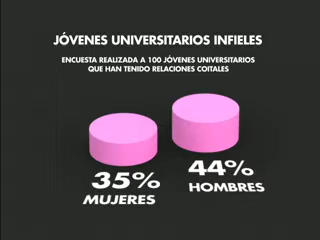 JÓVENES UNIVERSITARIOS INFIELES
ENCUESTA REALIZADA A 100 JÓVENES UNIVERSITARIOS
QUE HAN TENIDO RELACIONES COITALES
35%
MUJERES
44%
HOMBRES